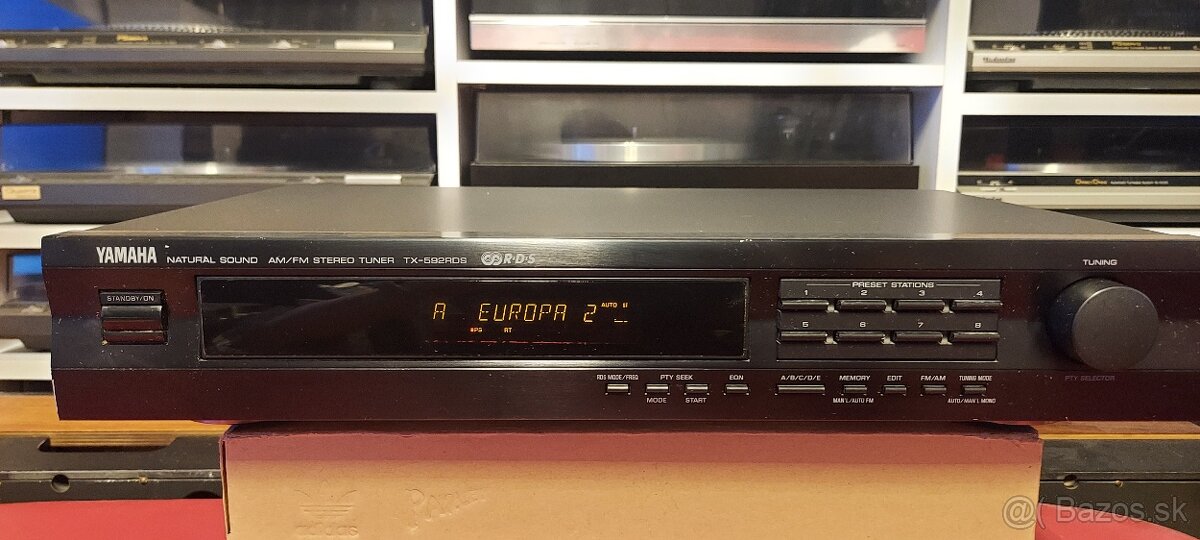 YAMAHA NATURAL SOUND AM/FM STEREO TUNER TX-592RDS R·D·S
TUNING
STANDBY/ON
PRESET STATIONS
1 2 3 4
A EUROPA 2 AUTO
RT
5 6 7 8
PTY SELECTOR
RDS MODE/FREQ PTY SEEK EON A/B/C/D/E MEMORY EDIT FM/AM TUNING MODE
MODE START MAN'L/AUTO FM AUTO/MAN'L MONO
adidas
@ Bazos.sk